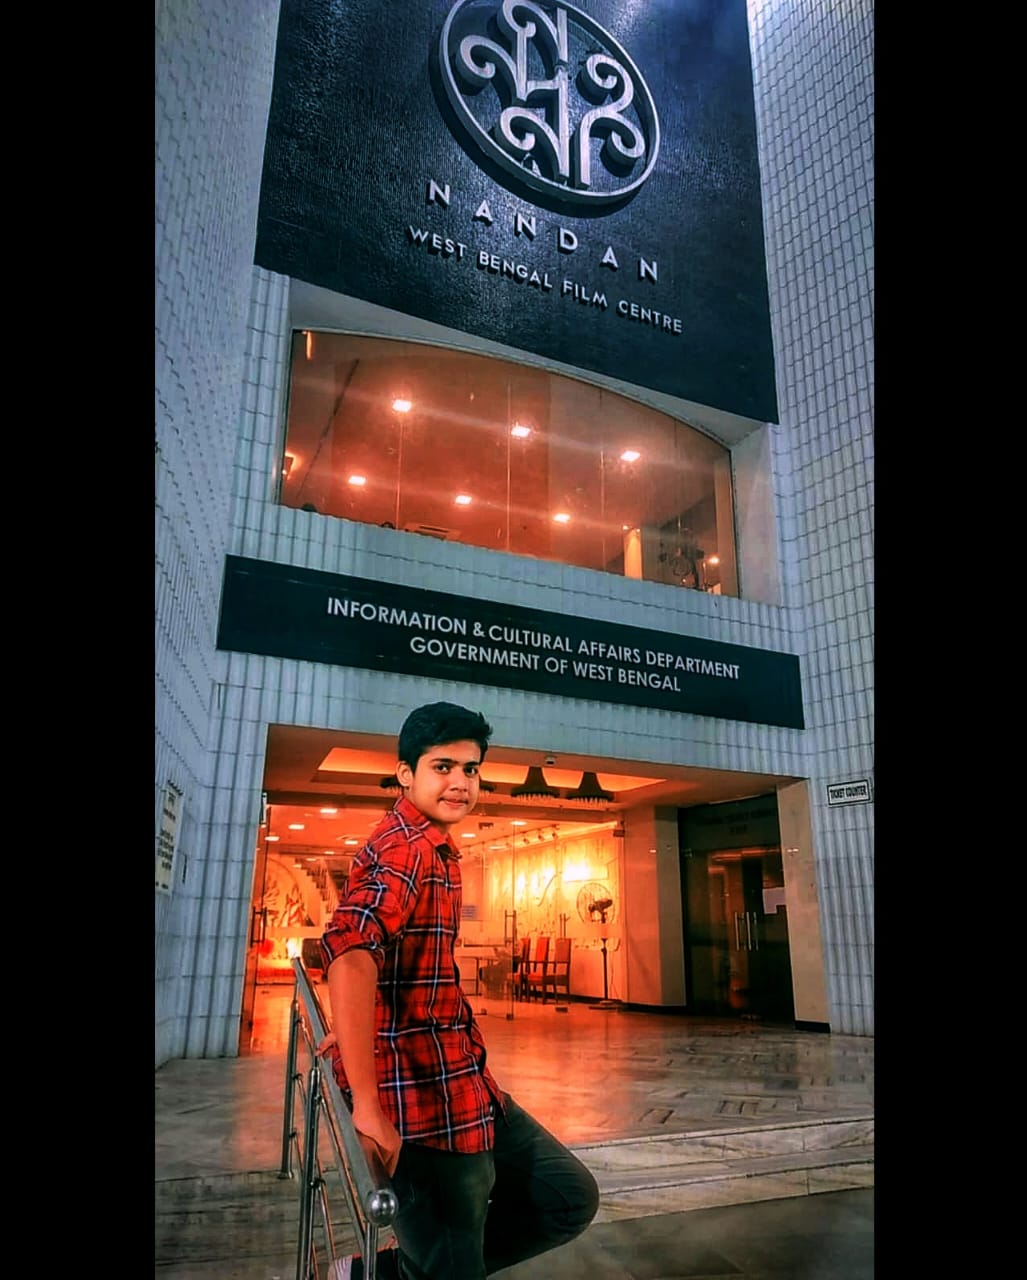 NANDAN
WEST BENGAL FILM CENTRE
INFORMATION & CULTURAL AFFAIRS DEPARTMENT
GOVERNMENT OF WEST BENGAL
TICKET COUNTER